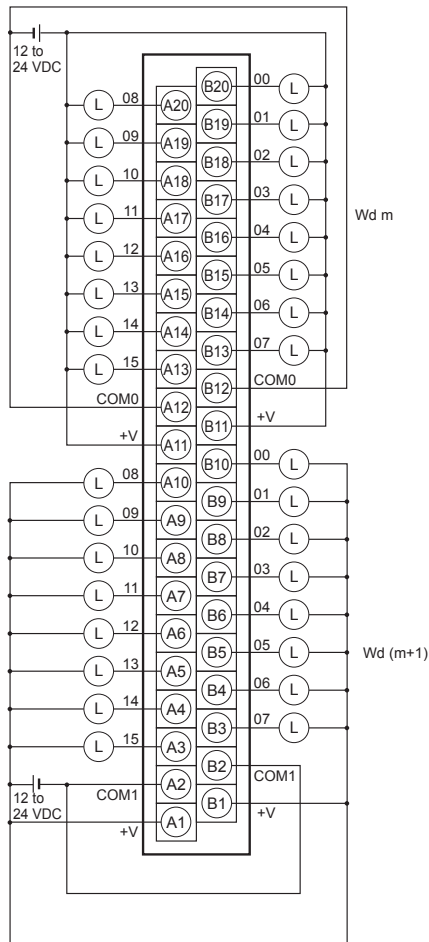 12 to
24 VDC
L 08 A20 B20 00 L
L 09 A19 B19 01 L
L 10 A18 B18 02 L
L 11 A17 B17 03 L
Wd m
L 12 A16 B16 04 L
L 13 A15 B15 05 L
L 14 A14 B14 06 L
L 15 A13 B13 07 L
COM0 A12 B12 COM0
+V A11 B11 +V
L 08 A10 B10 00 L
L 09 A9 B9 01 L
L 10 A8 B8 02 L
L 11 A7 B7 03 L
L 12 A6 B6 04 L
L 13 A5 B5 05 L
Wd (m+1)
L 14 A4 B4 06 L
L 15 A3 B3 07 L
12 to
24 VDC
COM1 A2 B2 COM1
+V A1 B1 +V